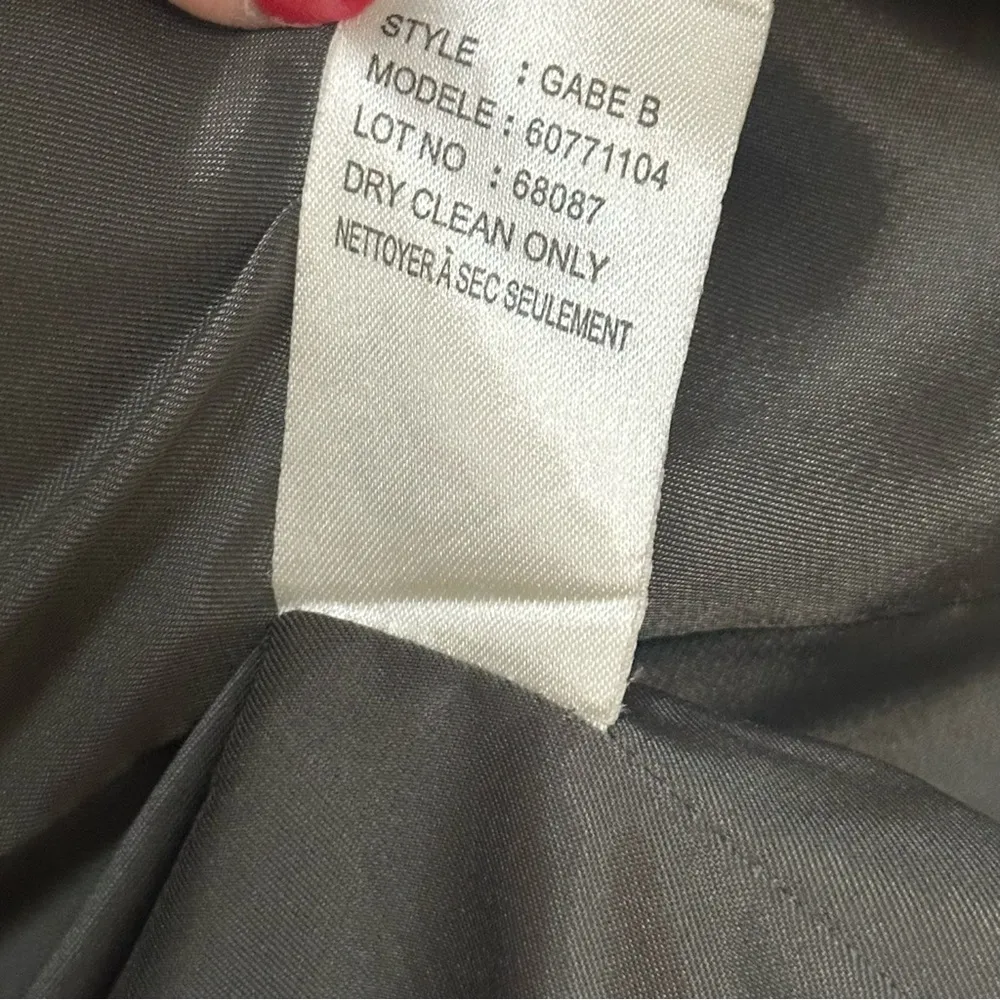 STYLE : GABE B
MODELE : 60771104
LOT NO : 68087
DRY CLEAN ONLY
NETTOYER À SEC SEULEMENT